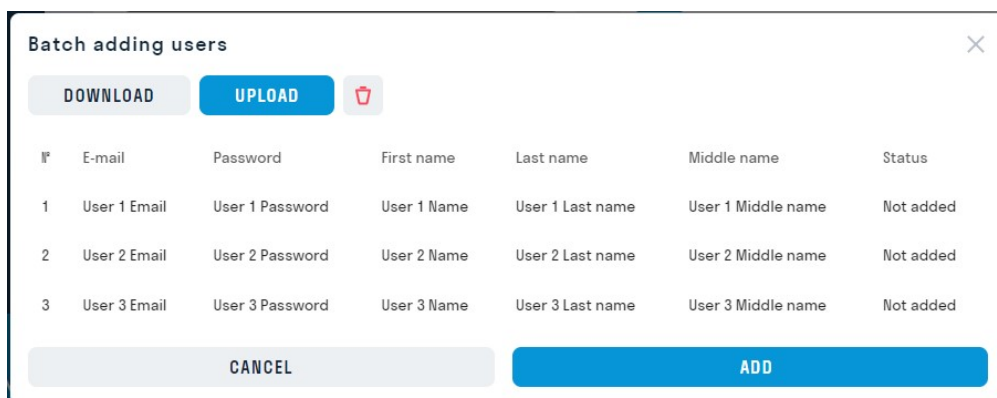 Batch adding users
DOWNLOAD UPLOAD
№ E-mail Password First name Last name Middle name Status
1 User 1 Email User 1 Password User 1 Name User 1 Last name User 1 Middle name Not added
2 User 2 Email User 2 Password User 2 Name User 2 Last name User 2 Middle name Not added
3 User 3 Email User 3 Password User 3 Name User 3 Last name User 3 Middle name Not added
CANCEL ADD